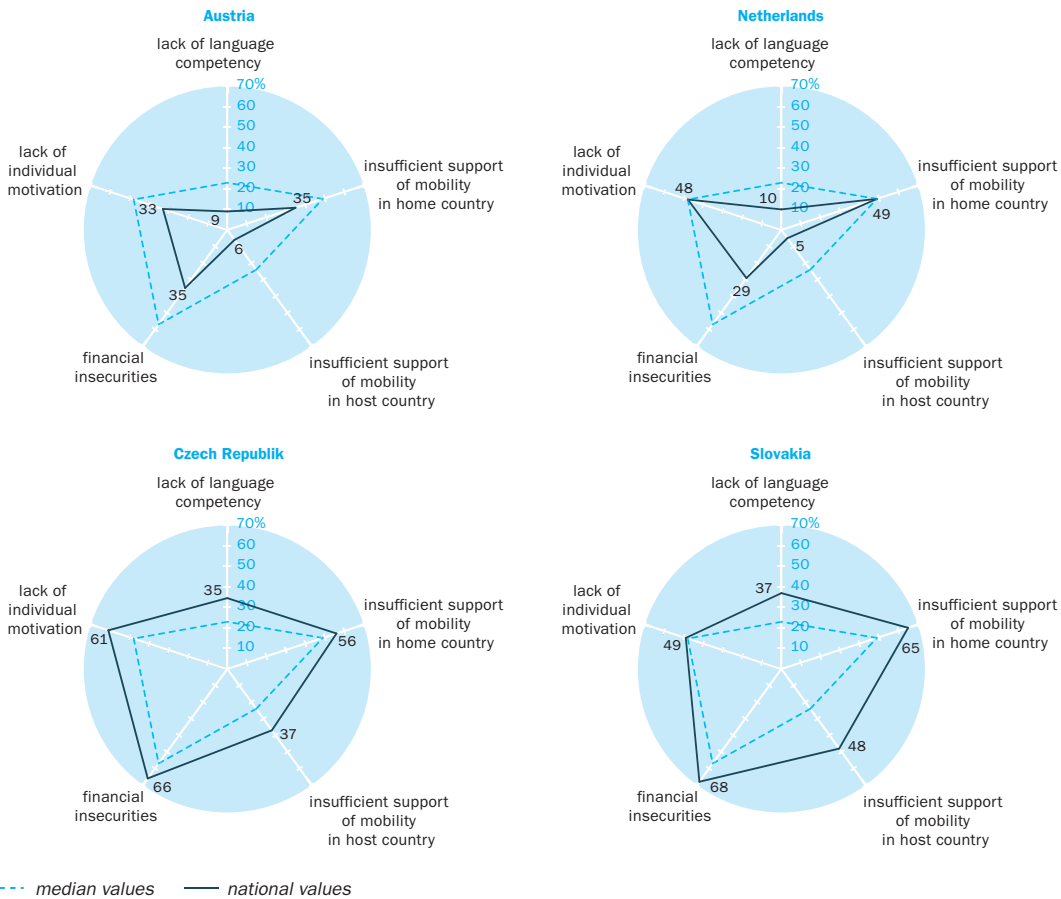 Austria
lack of language
competency
70%
60
50
40
30
20
10
lack of
individual
motivation
insufficient support
of mobility
in home country
33
9
35
6
35
financial
insecurities
insufficient support
of mobility
in host country
Netherlands
lack of language
competency
70%
60
50
40
30
20
10
lack of
individual
motivation
insufficient support
of mobility
in home country
48
10
49
5
29
financial
insecurities
insufficient support
of mobility
in host country
Czech Republik
lack of language
competency
70%
60
50
40
30
20
10
lack of
individual
motivation
insufficient support
of mobility
in home country
35
61
56
37
66
financial
insecurities
insufficient support
of mobility
in host country
Slovakia
lack of language
competency
70%
60
50
40
30
20
10
lack of
individual
motivation
insufficient support
of mobility
in home country
37
49
65
48
68
financial
insecurities
insufficient support
of mobility
in host country
median values
national values